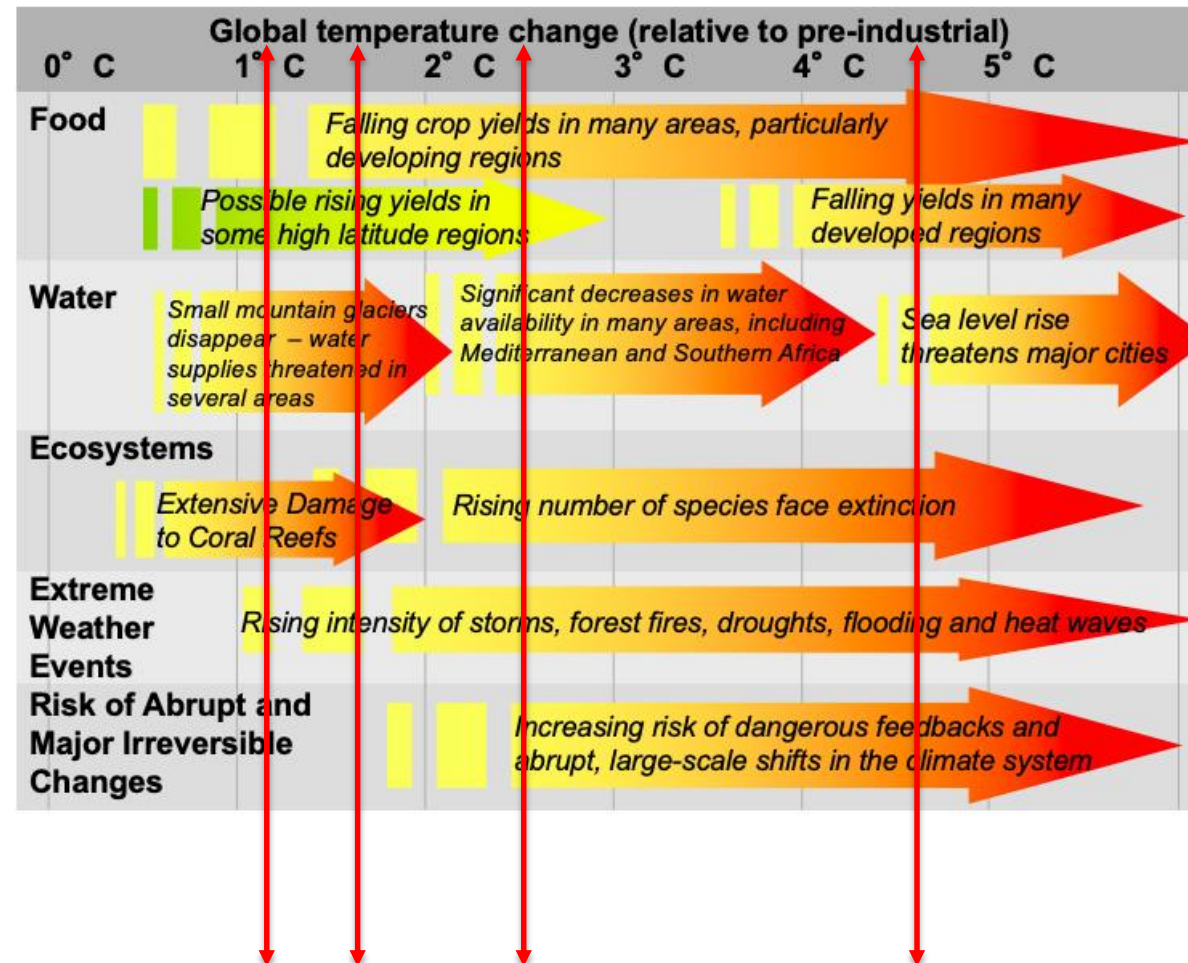 Global temperature change (relative to pre-industrial)
0° C 1° C 2° C 3° C 4° C 5° C
Food
Falling crop yields in many areas, particularly
developing regions
Possible rising yields in
some high latitude regions
Falling yields in many
developed regions
Water
Small mountain glaciers
disappear – water
supplies threatened in
several areas
Significant decreases in water
availability in many areas, including
Mediterranean and Southern Africa
Sea level rise
threatens major cities
Ecosystems
Extensive Damage
to Coral Reefs
Rising number of species face extinction
Extreme
Weather
Events
Rising intensity of storms, forest fires, droughts, flooding and heat waves
Risk of Abrupt and
Major Irreversible
Changes
Increasing risk of dangerous feedbacks and
abrupt, large-scale shifts in the climate system